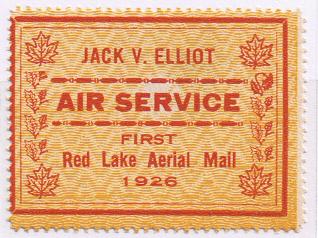 JACK V. ELLIOT
AIR SERVICE
FIRST
Red Lake Aerial Mail
1926